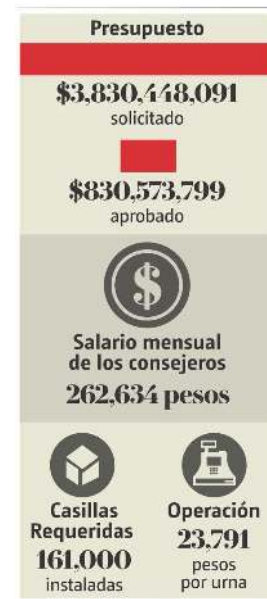 Presupuesto
$3,830,448,091
solicitado
$830,573,799
aprobado
$
Salario mensual
de los consejeros
262,634 pesos
Casillas
Requeridas
161,000
instaladas
Operación
23,791
pesos
por urna